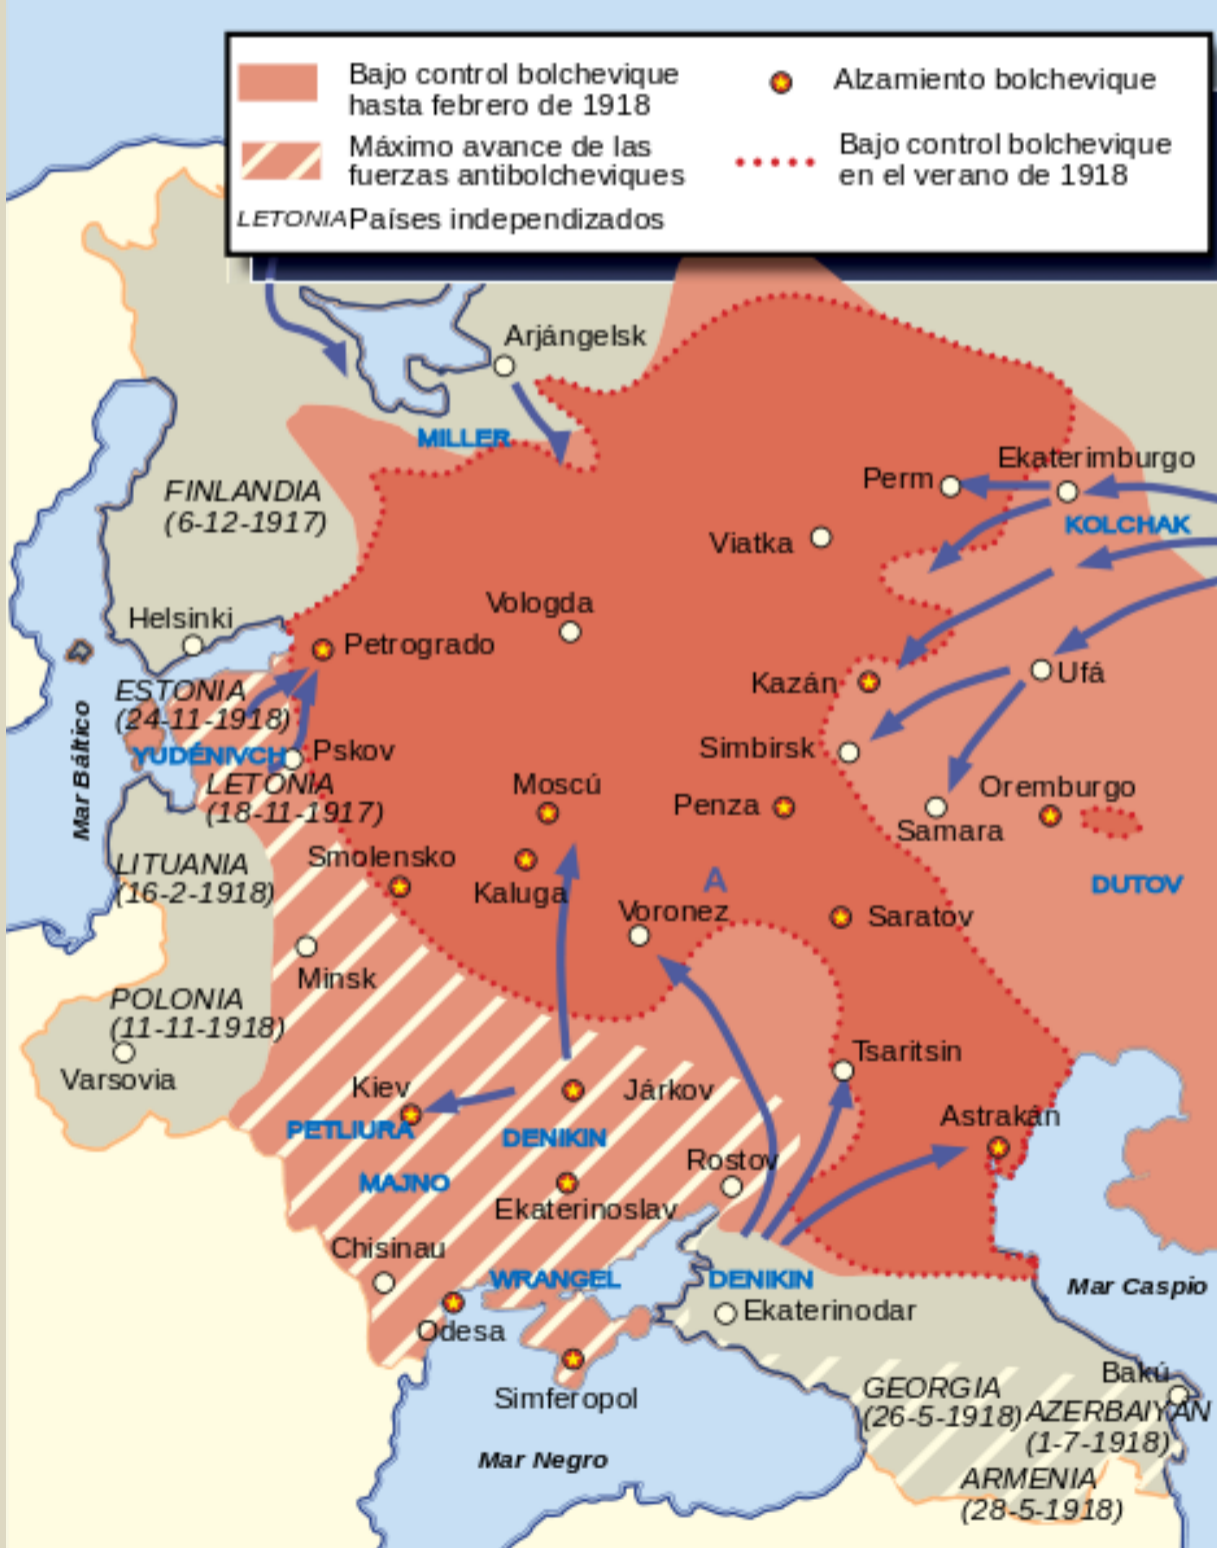 Bajo control bolchevique
hasta febrero de 1918
Alzamiento bolchevique
Máximo avance de las
fuerzas antibolcheviques
Bajo control bolchevique
en el verano de 1918
LETONIA Países independizados
Arjángelsk
MILLER
Ekaterimburgo
Perm
KOLCHAK
FINLANDIA
(6-12-1917)
Viatka
Vologda
Helsinki
Petrogrado
Kazán
Ufá
ESTONIA
(24-11-1918)
Mar Báltico
YUDÉNIVCH
Pskov
Simbirsk
LETONIA
(18-11-1917)
Moscú
Penza
Oremburgo
Samara
LITUANIA
(16-2-1918)
Smolensko
Kaluga
A
DUTOV
Voronez
Saratov
Minsk
POLONIA
(11-11-1918)
Varsovia
Tsaritsin
Kiev
Járkov
Astrakán
PETLIURA
DENIKIN
MAJNO
Rostov
Ekaterinoslav
Chisinau
WRANGEL
DENIKIN
Mar Caspio
Ekaterinodar
Odesa
Simferopol
Bakú
GEORGIA
(26-5-1918)
AZERBAIYÁN
(1-7-1918)
Mar Negro
ARMENIA
(28-5-1918)